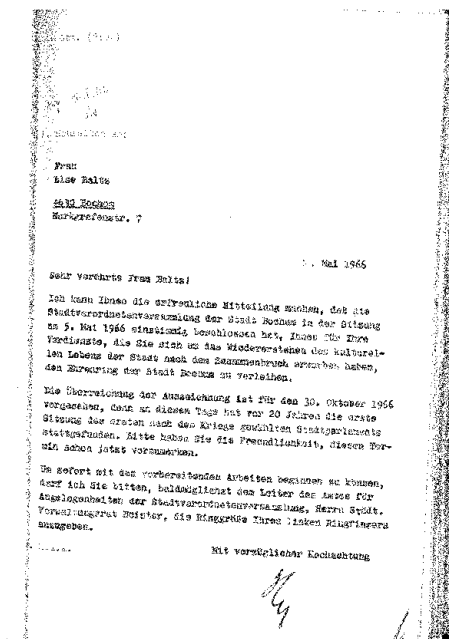 Frau
Else Baltz
4630 Bochum
Markgrafenstr. 7
Mai 1966
Sehr verehrte Frau Baltz!
Ich kann Ihnen die erfreuliche Mitteilung machen, daß die
Stadtverordnetenversammlung der Stadt Bochum in der Sitzung
am 5. Mai 1966 einstimmig beschlossen hat, Ihnen für Ihre
Verdienste, die Sie sich um das Wiedererstehen des kulturel-
len Lebens der Stadt nach dem Zusammenbruch erworben haben,
den Ehrenring der Stadt Bochum zu verleihen.
Die Überreichung der Auszeichnung ist für den 30. Oktober 1966
vorgesehen, denn an diesem Tage hat vor 20 Jahren die erste
Sitzung des ersten nach dem Kriege gewählten Stadtparlaments
stattgefunden. Bitte haben Sie die Freundlichkeit, diesen Ter-
min schon jetzt vorzumerken.
Um sofort mit den vorbereitenden Arbeiten beginnen zu können,
darf ich Sie bitten, baldmöglichst dem Leiter des Amtes für
Angelegenheiten der Stadtverordnetenversammlung, Herrn Städt.
Verwaltungsrat Meister, die Ringgröße Ihres linken Ringfingers
anzugeben.
Mit vorzüglicher Hochachtung